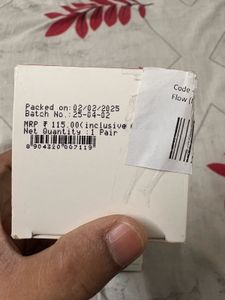 Packed on:02/02/2025
Batch No.:25-04-02
MRP ₹ 115.00(inclusive
Net Quantity :1 Pair
8904320007119
Code
Flow (